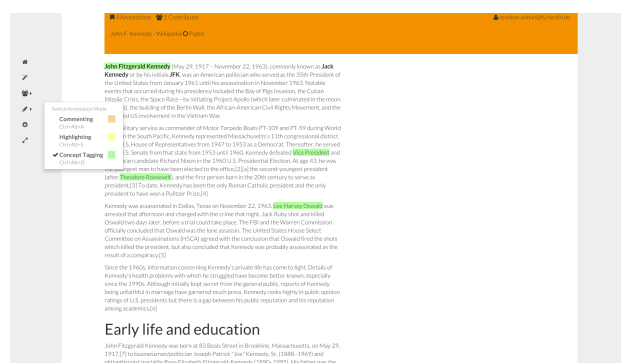 4 Annotations 1 Contributor
neonion-admin@fu-berlin.de
John F. Kennedy - Wikipedia Public
John Fitzgerald Kennedy (May 29, 1917 – November 22, 1963), commonly known as Jack
Kennedy or by his initials JFK, was an American politician who served as the 35th President of
the United States from January 1961 until his assassination in November 1963. Notable
events that occurred during his presidency included the Bay of Pigs Invasion, the Cuban
Missile Crisis, the Space Race—by initiating Project Apollo (which later culminated in the moon
s), the building of the Berlin Wall, the African-American Civil Rights Movement, and the
ed US involvement in the Vietnam War.
Switch Annotation Mode
Commenting
Ctrl+Alt+A
Highlighting
Ctrl+Alt+S
Concept Tagging
Ctrl+Alt+D
ilitary service as commander of Motor Torpedo Boats PT-109 and PT-59 during World
n the South Pacific, Kennedy represented Massachusetts's 11th congressional district
.S. House of Representatives from 1947 to 1953 as a Democrat. Thereafter, he served
.S. Senate from that state from 1953 until 1960. Kennedy defeated Vice President and
can candidate Richard Nixon in the 1960 U.S. Presidential Election. At age 43, he was
the youngest man to have been elected to the office,[2][a] the second-youngest president
(after Theodore Roosevelt), and the first person born in the 20th century to serve as
president.[3] To date, Kennedy has been the only Roman Catholic president and the only
president to have won a Pulitzer Prize.[4]
Kennedy was assassinated in Dallas, Texas on November 22, 1963. Lee Harvey Oswald was
arrested that afternoon and charged with the crime that night. Jack Ruby shot and killed
Oswald two days later, before a trial could take place. The FBI and the Warren Commission
officially concluded that Oswald was the lone assassin. The United States House Select
Committee on Assassinations (HSCA) agreed with the conclusion that Oswald fired the shots
which killed the president, but also concluded that Kennedy was probably assassinated as the
result of a conspiracy.[5]
Since the 1960s, information concerning Kennedy's private life has come to light. Details of
Kennedy's health problems with which he struggled have become better known, especially
since the 1990s. Although initially kept secret from the general public, reports of Kennedy
being unfaithful in marriage have garnered much press. Kennedy ranks highly in public opinion
ratings of U.S. presidents but there is a gap between his public reputation and his reputation
among academics.[6]
Early life and education
John Fitzgerald Kennedy was born at 83 Beals Street in Brookline, Massachusetts, on May 29,
1917,[7] to businessman/politician Joseph Patrick "Joe" Kennedy, Sr. (1888–1969) and
philanthropist/socialite Rose Elizabeth Fitzgerald-Kennedy (1890–1995). His father was the